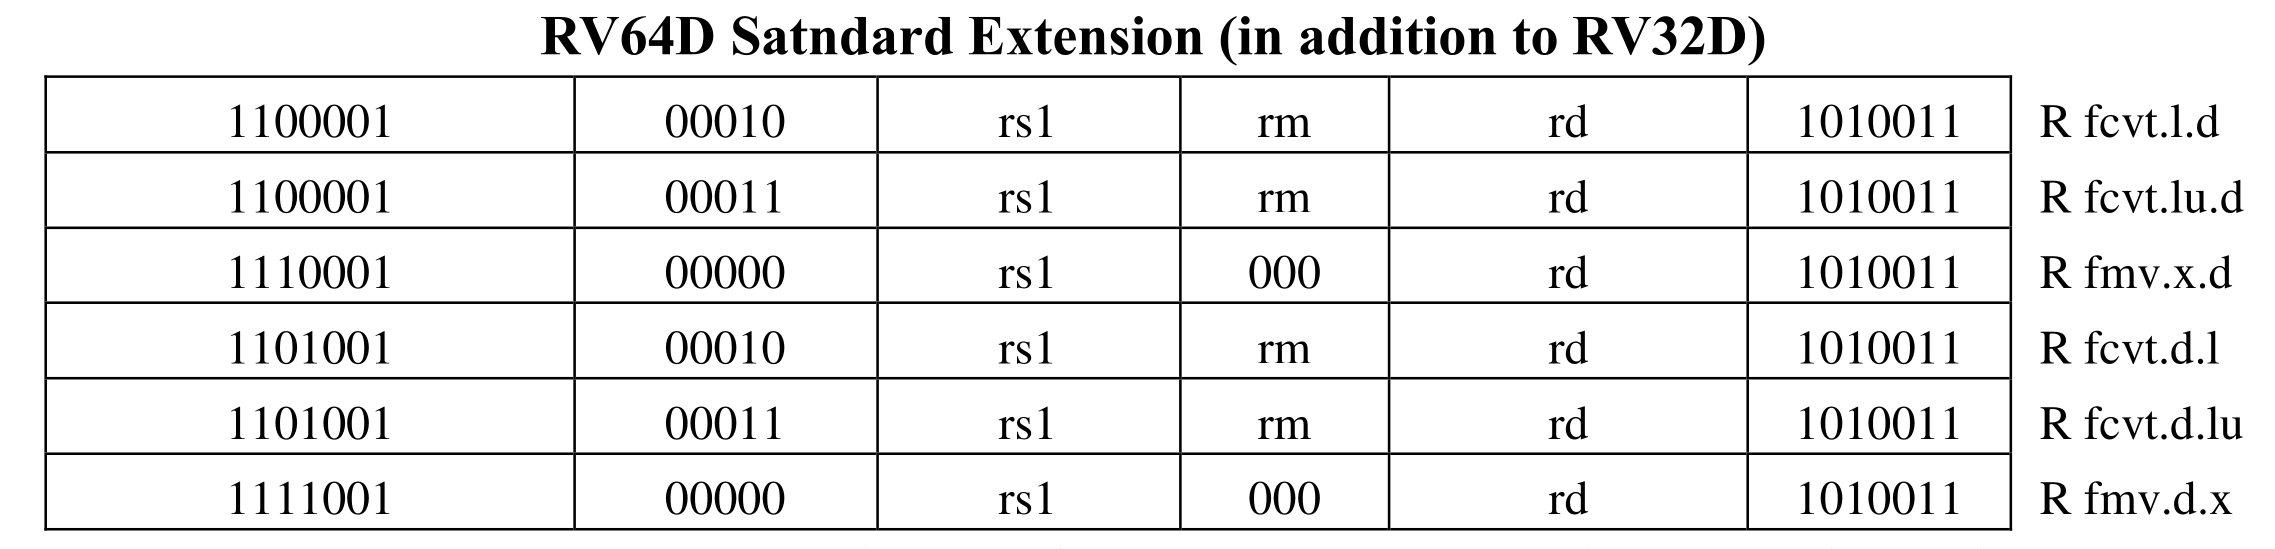 RV64D Satndard Extension (in addition to RV32D)
1100001 00010 rs1 rm rd 1010011 R fcvt.l.d
1100001 00011 rs1 rm rd 1010011 R fcvt.lu.d
1110001 00000 rs1 000 rd 1010011 R fmv.x.d
1101001 00010 rs1 rm rd 1010011 R fcvt.d.l
1101001 00011 rs1 rm rd 1010011 R fcvt.d.lu
1111001 00000 rs1 000 rd 1010011 R fmv.d.x